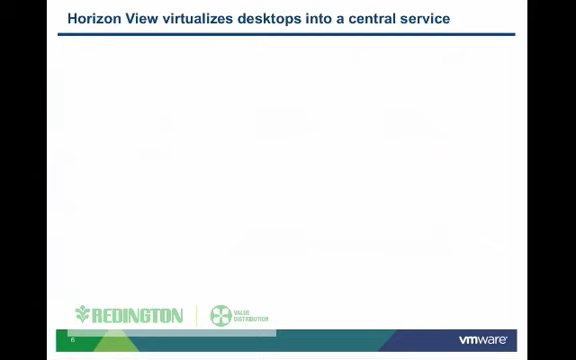 Horizon View virtualizes desktops into a central service
REDINGTON
VALUE
DISTRIBUTION
6
vmware